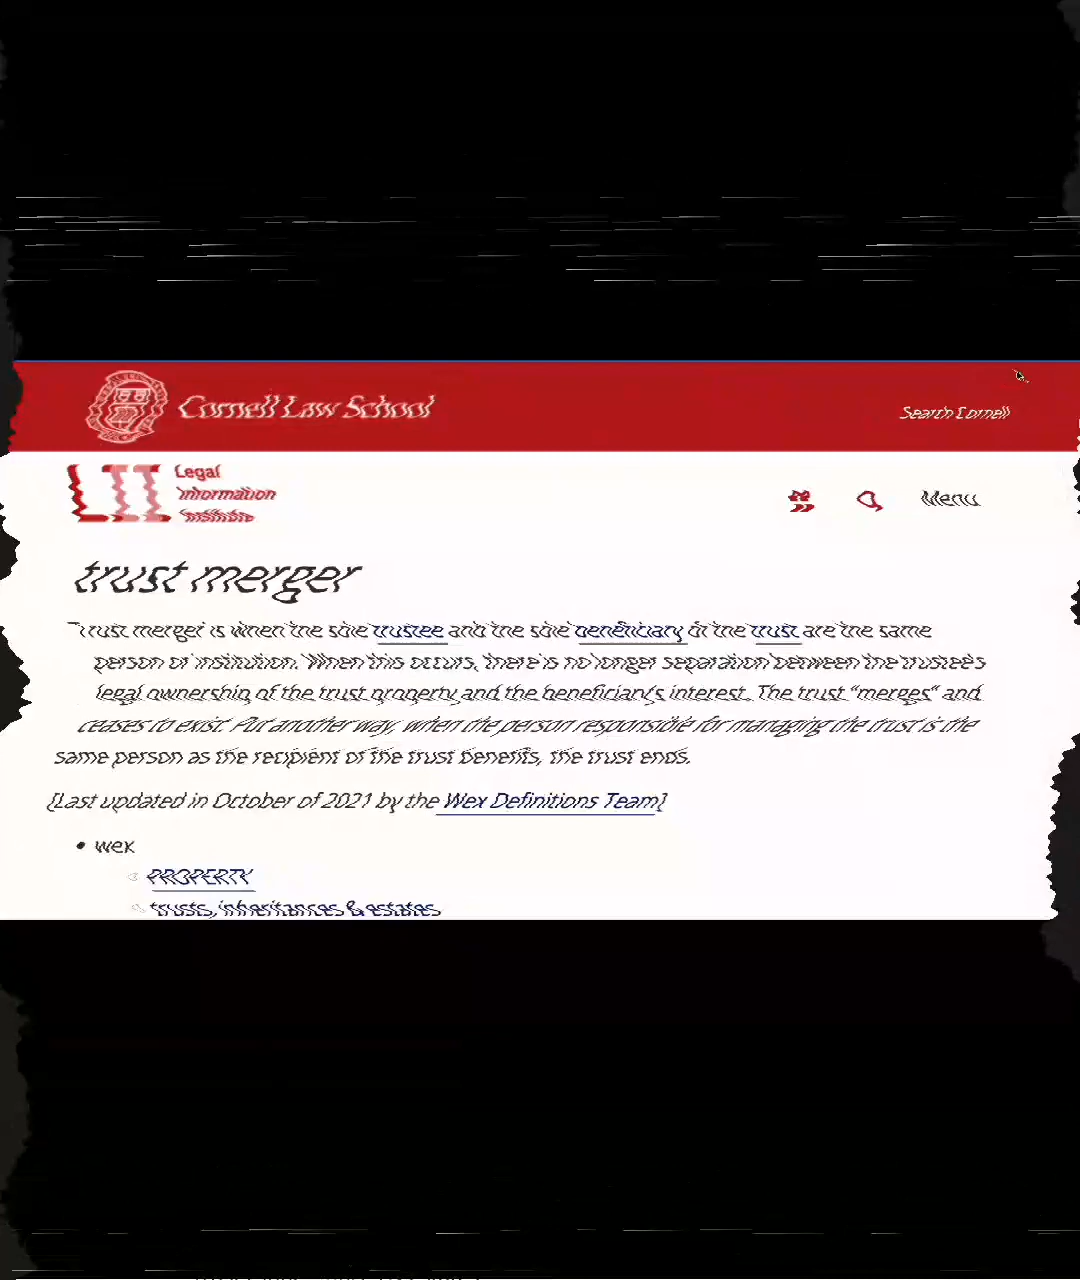 Cornell Law School
Search Cornell
LII
Legal
Information
Institute
Menu
trust merger
Trust merger is when the sole trustee and the sole beneficiary of the trust are the same
person or institution. When this occurs, there is no longer separation between the trustee's
legal ownership of the trust property and the beneficiary's interest. The trust “merges” and
ceases to exist. Put another way, when the person responsible for managing the trust is the
same person as the recipient of the trust benefits, the trust ends.
[Last updated in October of 2021 by the Wex Definitions Team]
• wex
PROPERTY
trusts, inheritances & estates